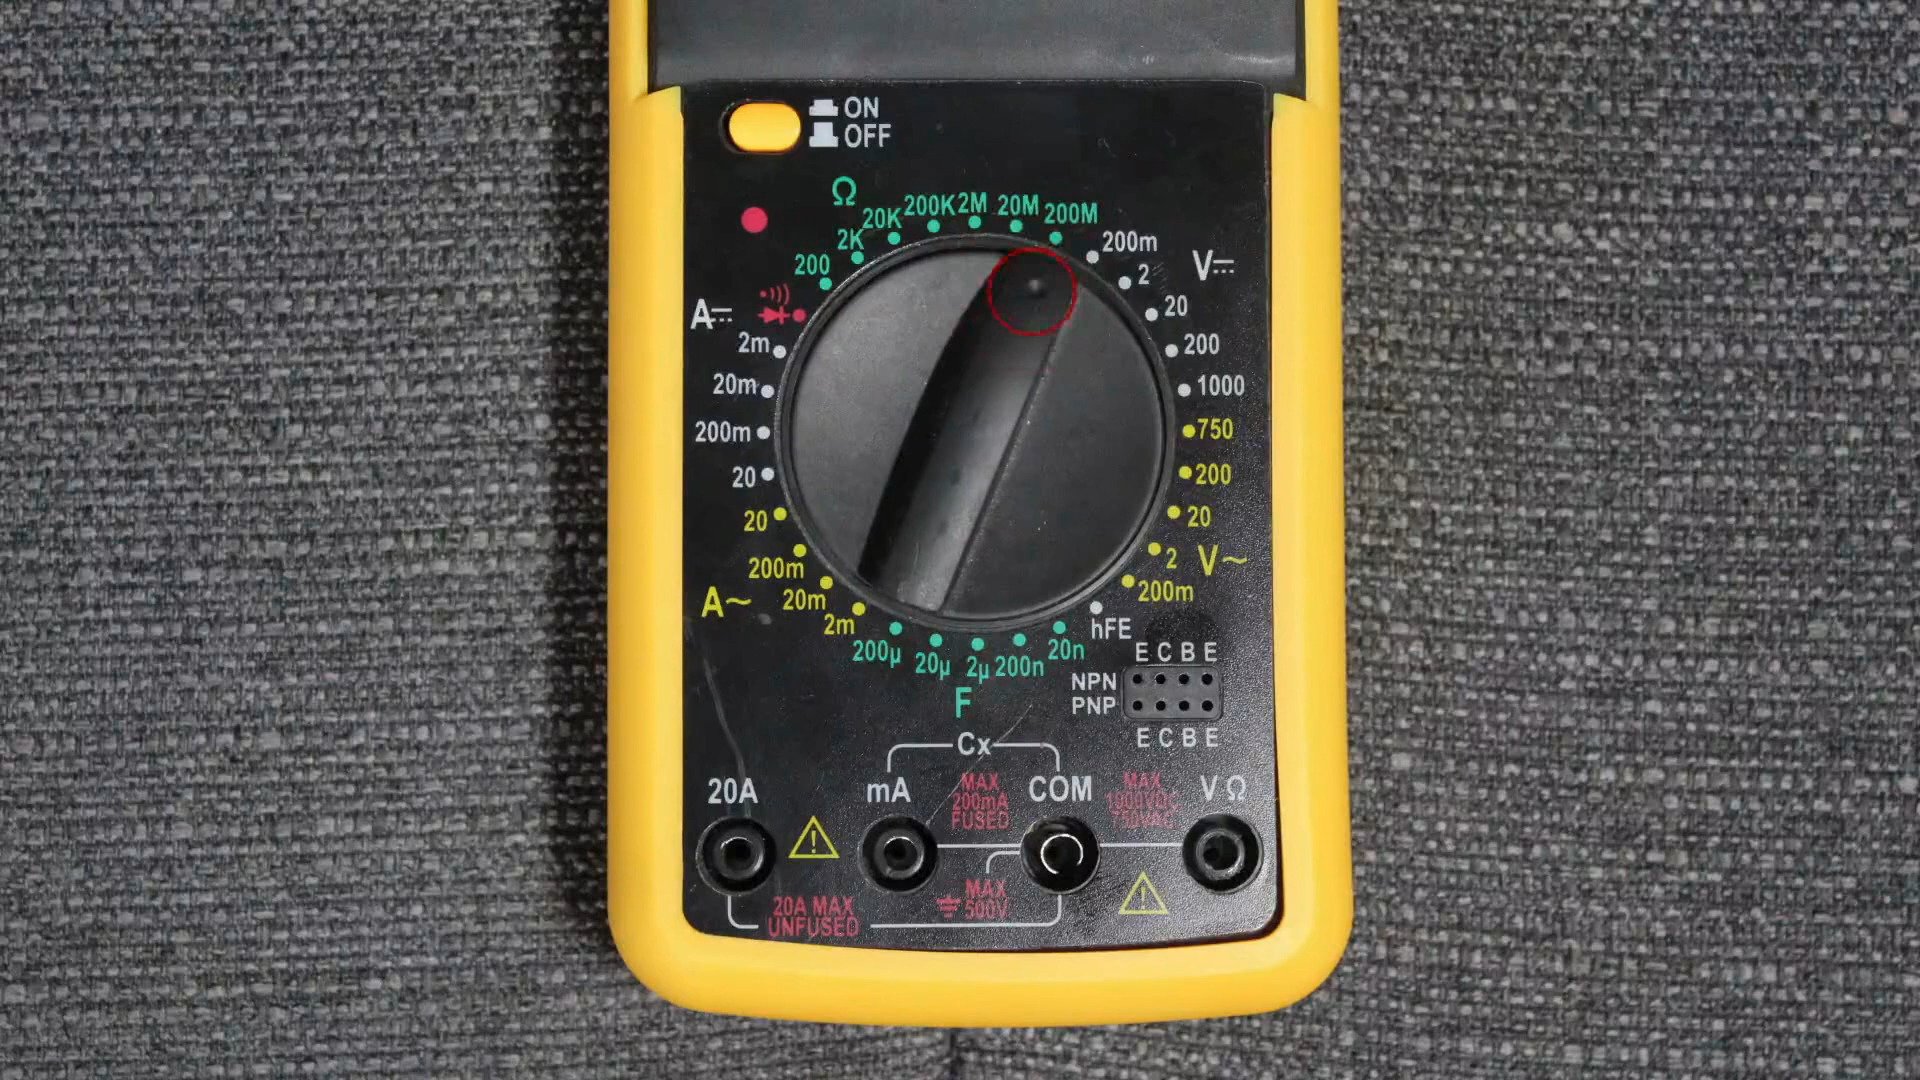 ON
OFF
Ω
200
2K
20K
200K
2M
20M
200M
V⎓
200m
2
20
200
1000
750
200
20
2
200m
V~
hFE
A⎓
2m
20m
200m
20
20
200m
20m
2m
A~
200µ
20µ
2µ
200n
20n
F
E C B E
NPN
PNP
E C B E
Cx
20A
mA
MAX
200mA
FUSED
COM
MAX
1000VDC
750VAC
V Ω
MAX
500V
20A MAX
UNFUSED